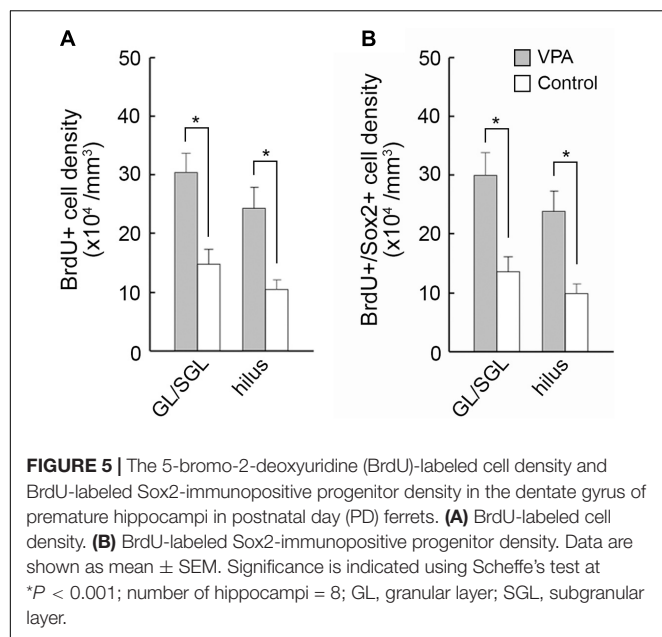 A
50
40
30
20
10
0
BrdU+ cell density
(x10⁴ /mm³)
*
*
GL/SGL
hilus
B
50
40
30
20
10
0
BrdU+/Sox2+ cell density
(x10⁴ /mm³)
*
*
GL/SGL
hilus
VPA
Control
FIGURE 5 | The 5-bromo-2-deoxyuridine (BrdU)-labeled cell density and
BrdU-labeled Sox2-immunopositive progenitor density in the dentate gyrus of
premature hippocampi in postnatal day (PD) ferrets. (A) BrdU-labeled cell
density. (B) BrdU-labeled Sox2-immunopositive progenitor density. Data are
shown as mean ± SEM. Significance is indicated using Scheffe's test at
*P < 0.001; number of hippocampi = 8; GL, granular layer; SGL, subgranular
layer.